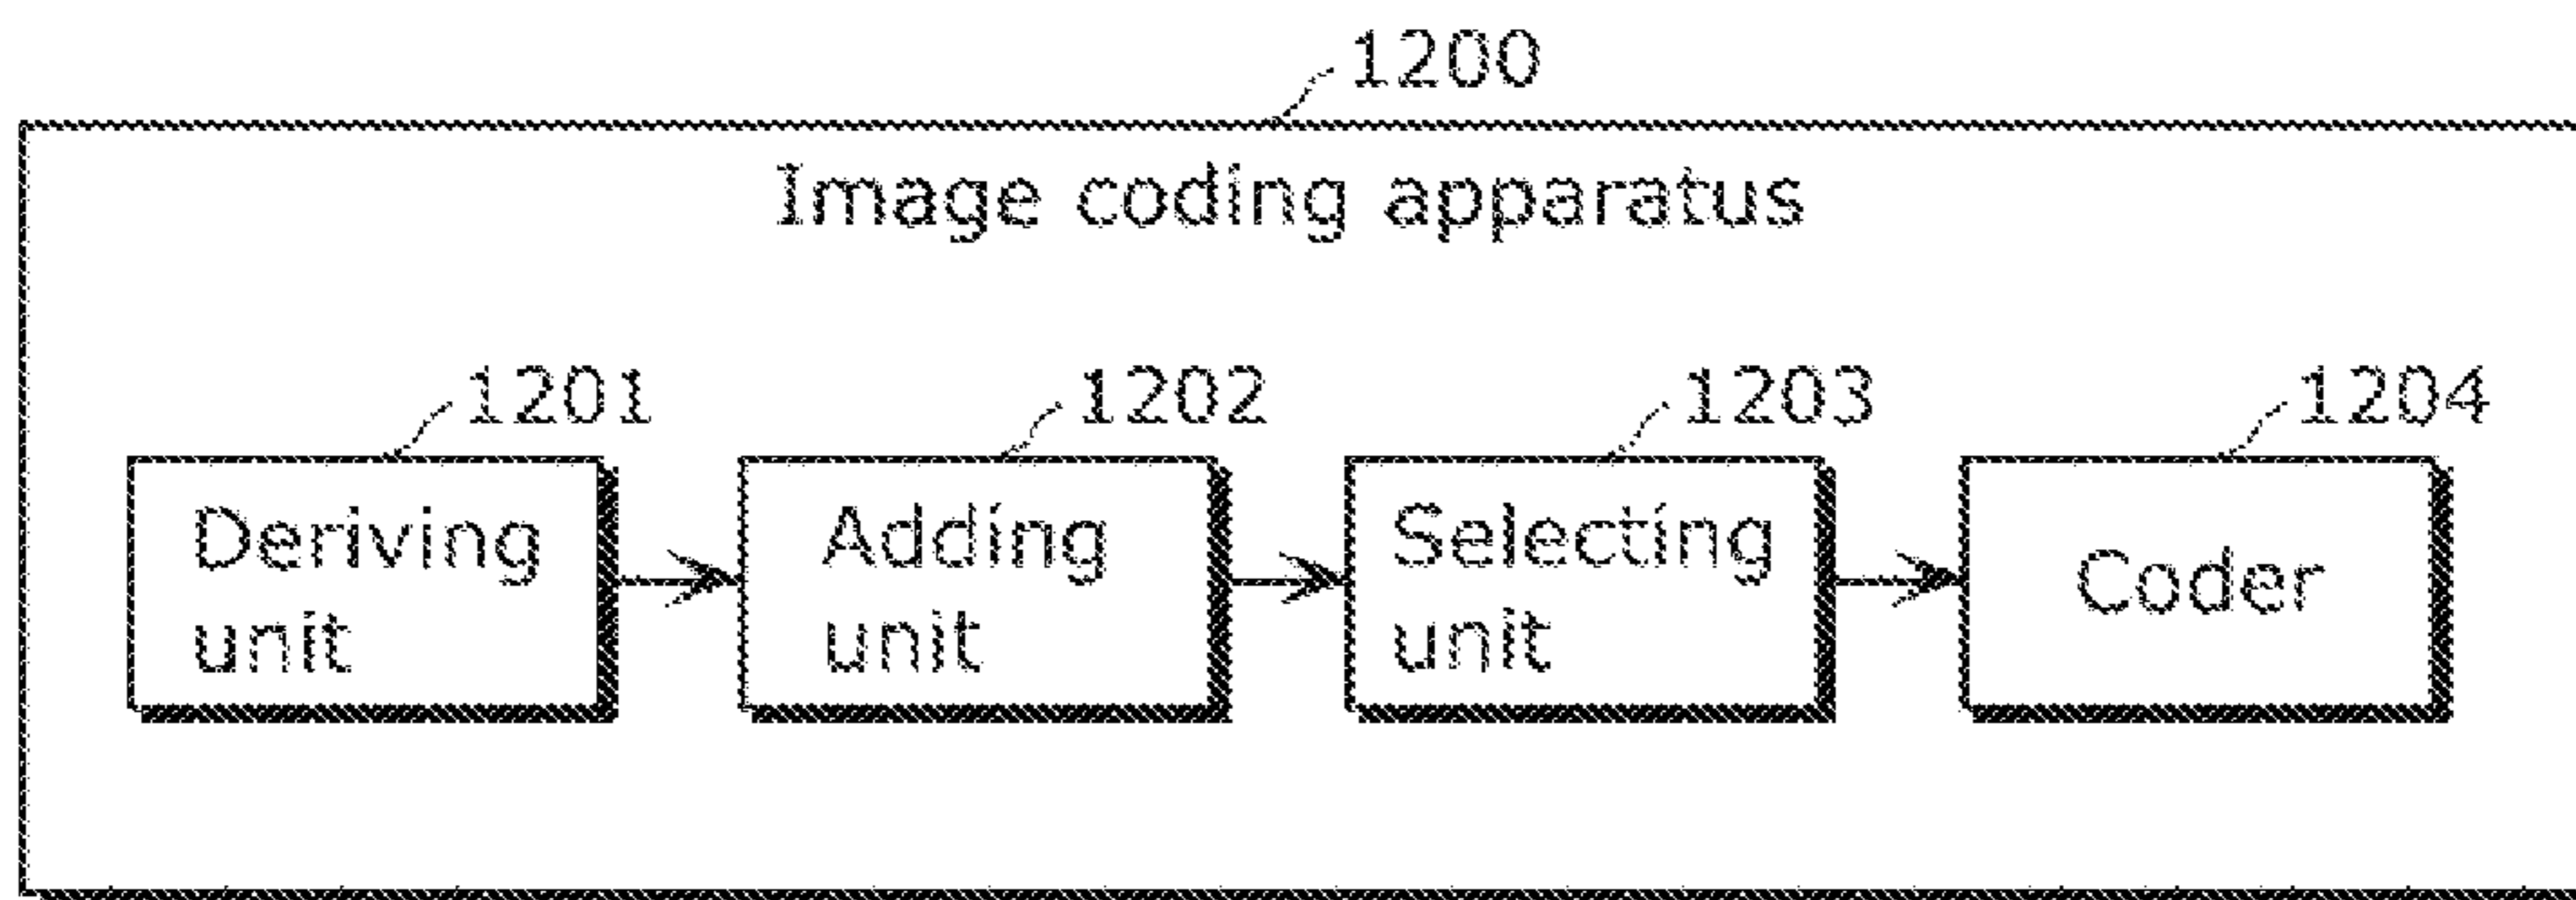 1200
Image coding apparatus
1201
1202
1203
1204
Deriving
unit
Adding
unit
Selecting
unit
Coder